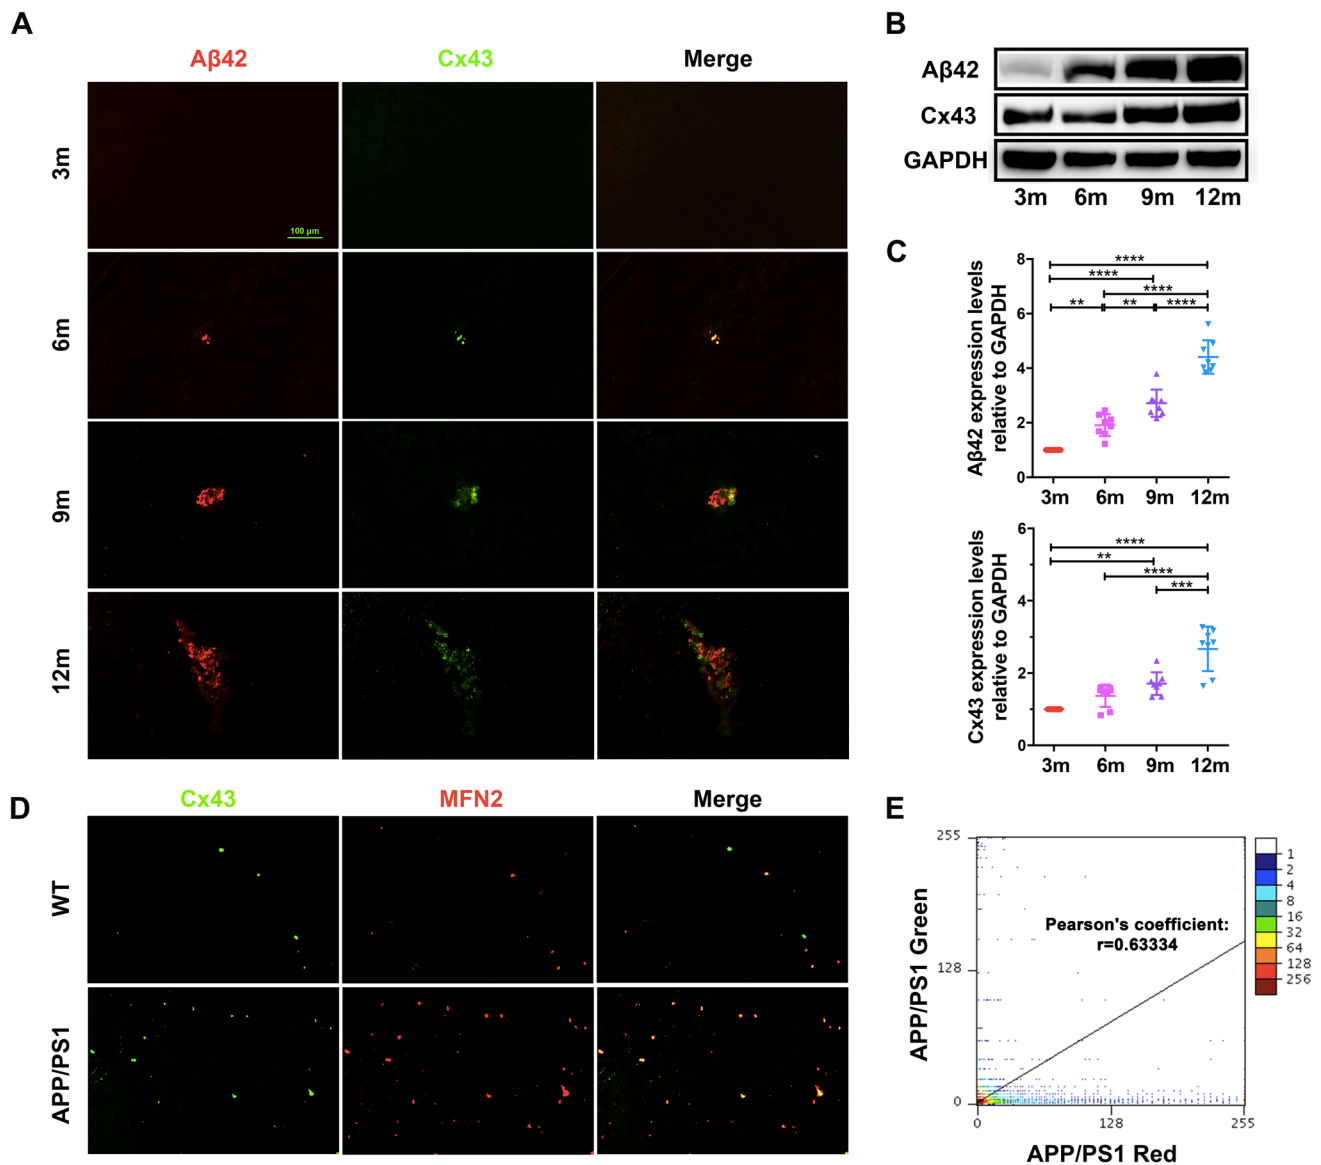 A
Aβ42 Cx43 Merge
3m
100 μm
6m
9m
12m
B
Aβ42
Cx43
GAPDH
3m 6m 9m 12m
C
Aβ42 expression levels
relative to GAPDH
8
6
4
2
0
****
****
****
** ** ****
3m 6m 9m 12m
Cx43 expression levels
relative to GAPDH
6
4
2
0
****
**
****
***
3m 6m 9m 12m
D
Cx43 MFN2 Merge
WT
APP/PS1
E
APP/PS1 Green
255
128
0
Pearson's coefficient:
r=0.63334
0 128 255
APP/PS1 Red
1
2
4
8
16
32
64
128
256